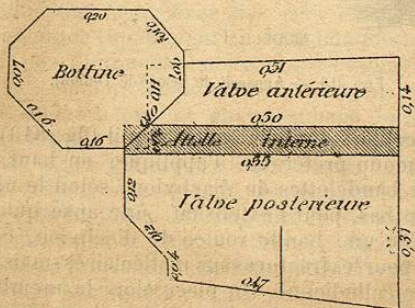 0,20
Bottine
0,07
0,51
Valve antérieure
0,14
0,16
0,16
0,50
Attelle interne
0,55
Valve postérieure
0,31
0,12
0,47